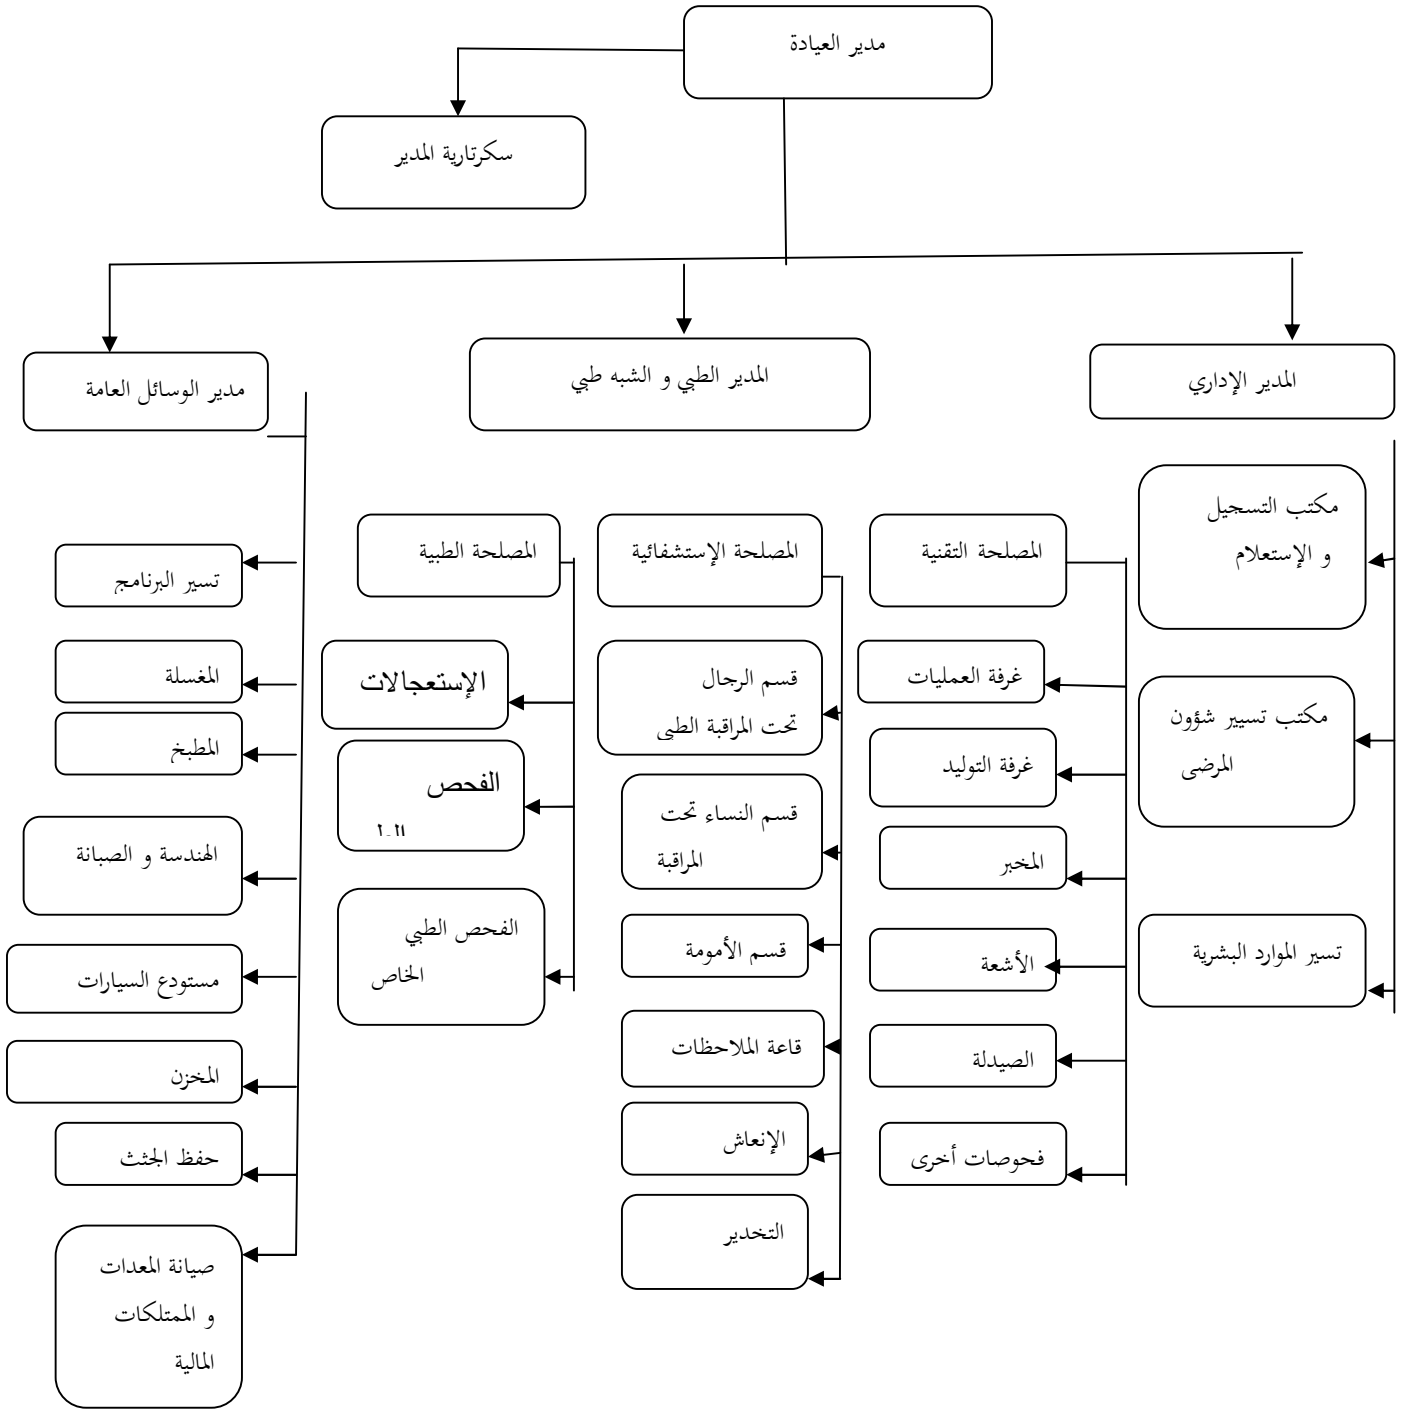 مدير العيادة
سكرتارية المدير
المدير الإداري
المدير الطبي و الشبه طبي
مدير الوسائل العامة
مكتب التسجيل
و الإستعلام
مكتب تسيير شؤون
المرضى
تسير الموارد البشرية
المصلحة التقنية
غرفة العمليات
غرفة التوليد
المخبر
الأشعة
الصيدلة
فحوصات أخرى
المصلحة الإستشفائية
قسم الرجال
تحت المراقبة الطبي
قسم النساء تحت
المراقبة
قسم الأمومة
قاعة الملاحظات
الإنعاش
التخدير
المصلحة الطبية
الإستعجالات
الفحص
الفحص الطبي
الخاص
تسير البرنامج
المغسلة
المطبخ
الهندسة و الصبانة
مستودع السيارات
المخزن
حفظ الجثث
صيانة المعدات
و الممتلكات
المالية